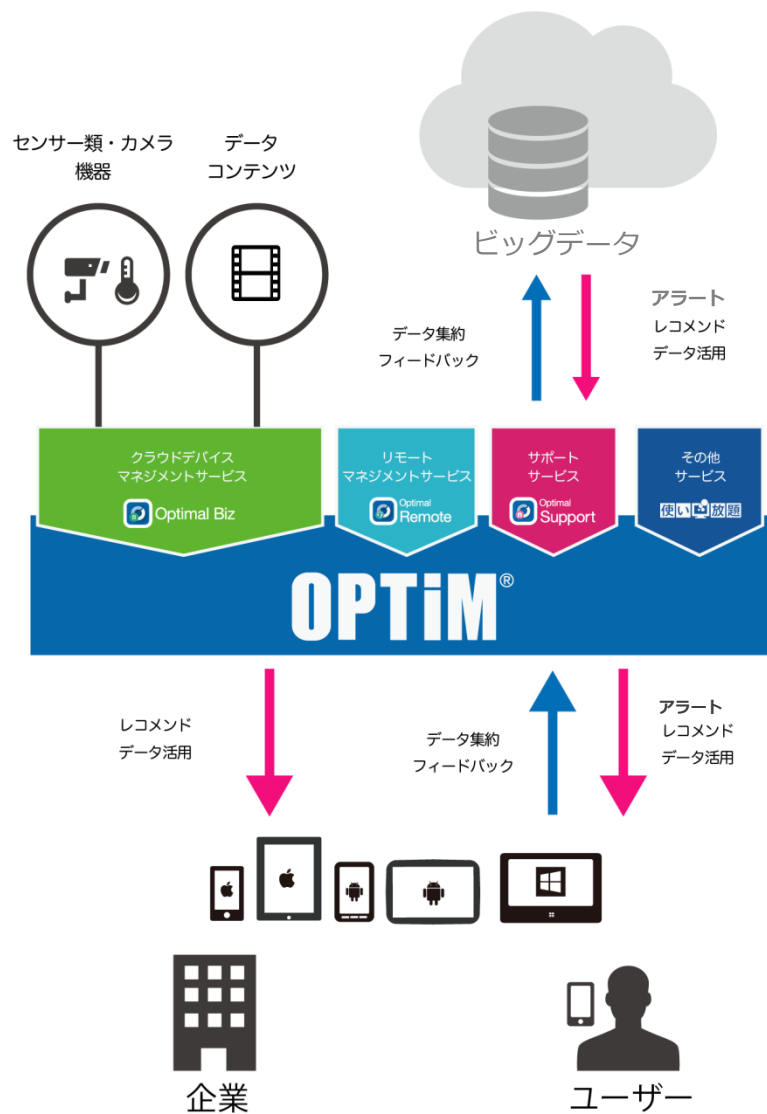 センサー類・カメラ
機器
データ
コンテンツ
ビッグデータ
データ集約
フィードバック
アラート
レコメンド
データ活用
クラウドデバイス
マネジメントサービス
Optimal Biz
リモート
マネジメントサービス
Optimal
Remote
サポート
サービス
Optimal
Support
その他
サービス
使い放題
OPTiM®
レコメンド
データ活用
データ集約
フィードバック
アラート
レコメンド
データ活用
企業
ユーザー